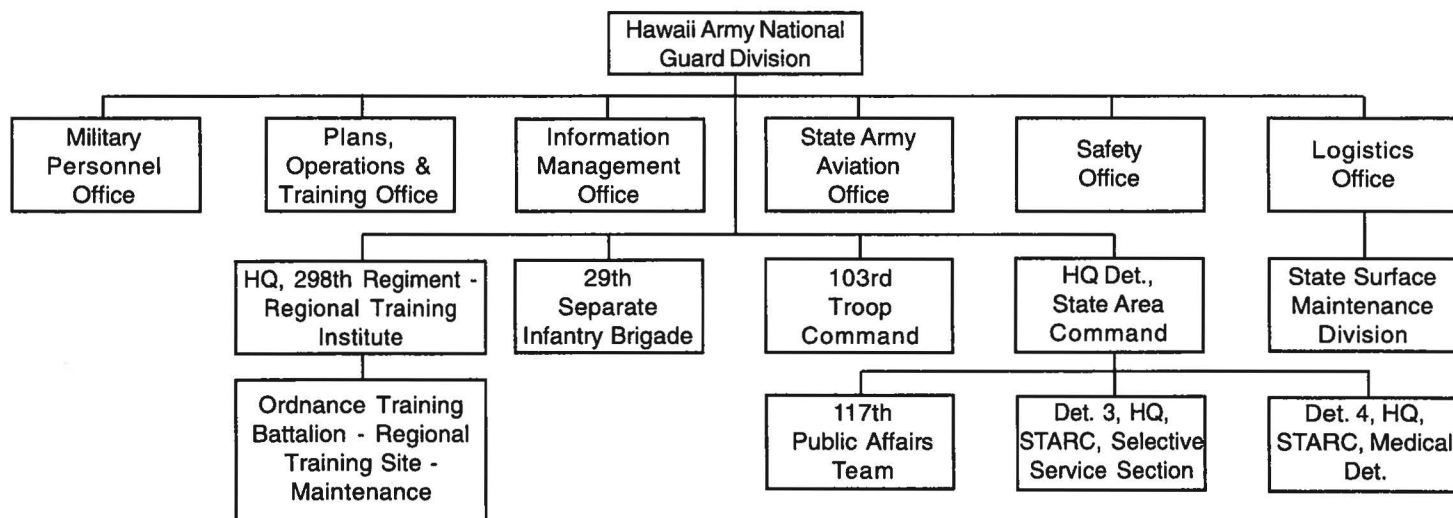 Hawaii Army National
Guard Division
Military
Personnel
Office
Plans,
Operations &
Training Office
Information
Management
Office
State Army
Aviation
Office
Safety
Office
Logistics
Office
HQ, 298th Regiment -
Regional Training
Institute
29th
Separate
Infantry Brigade
103rd
Troop
Command
HQ Det.,
State Area
Command
State Surface
Maintenance
Division
Ordnance Training
Battalion - Regional
Training Site -
Maintenance
117th
Public Affairs
Team
Det. 3, HQ,
STARC, Selective
Service Section
Det. 4, HQ,
STARC, Medical
Det.